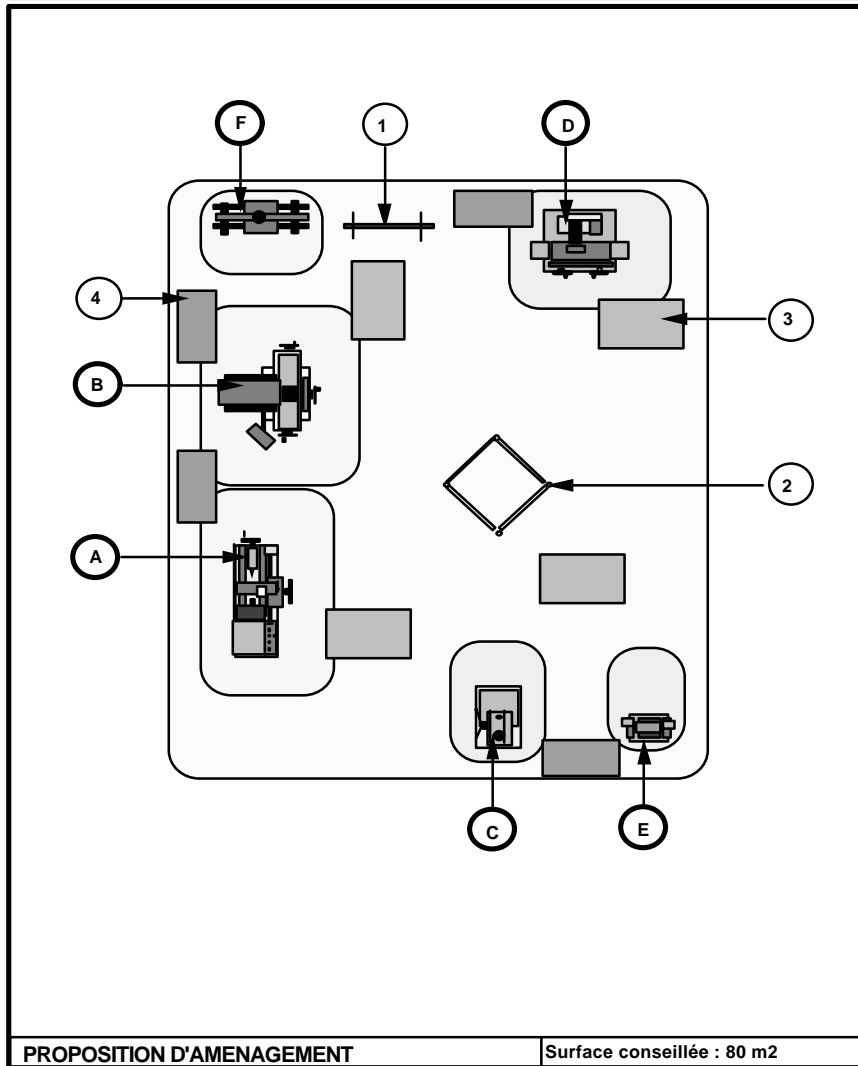 F
1
D
4
3
B
2
A
C
E
PROPOSITION D'AMENAGEMENT
Surface conseillée : 80 m2